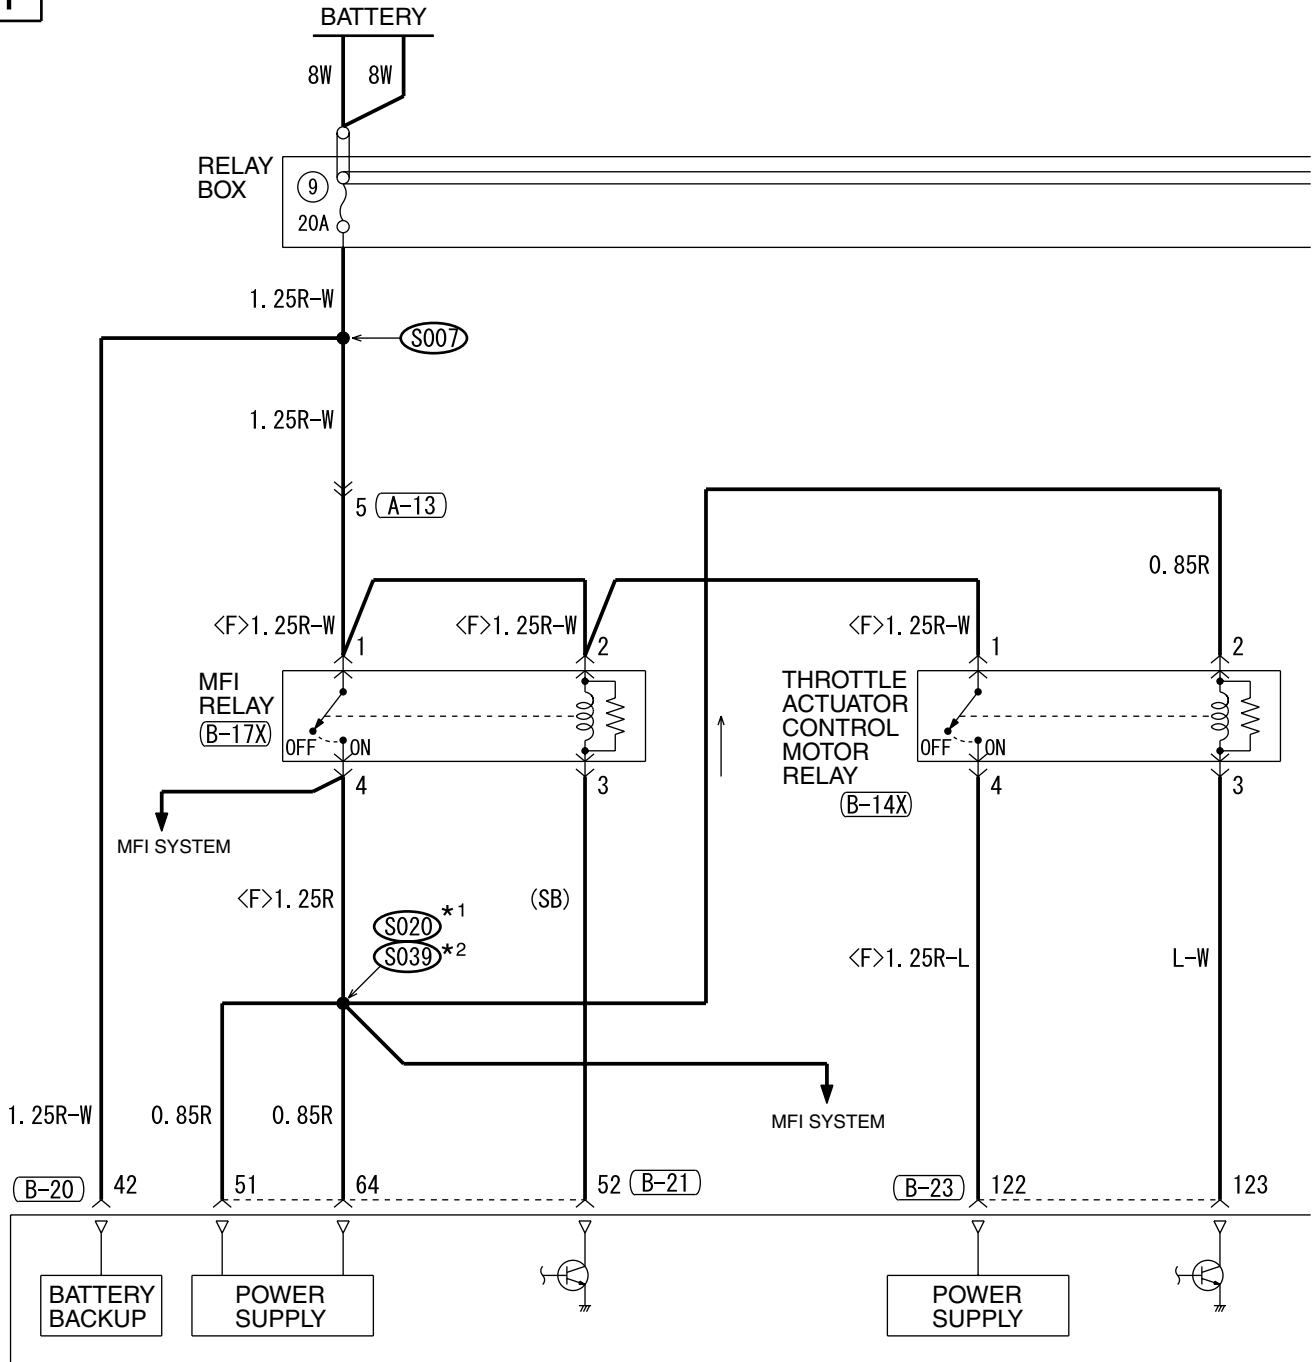 BATTERY
8W
8W
RELAY
BOX
9
20A
1.25R-W
S007
1.25R-W
5
A-13
0.85R
<F>1.25R-W
1
<F>1.25R-W
2
<F>1.25R-W
1
2
MFI
RELAY
B-17X
OFF
ON
THROTTLE
ACTUATOR
CONTROL
MOTOR
RELAY
B-14X
OFF
ON
4
3
4
3
MFI SYSTEM
<F>1.25R
(SB)
S020 *1
S039 *2
<F>1.25R-L
L-W
1.25R-W
0.85R
0.85R
MFI SYSTEM
B-20
42
51
64
52
B-21
B-23
122
123
BATTERY
BACKUP
POWER
SUPPLY
POWER
SUPPLY